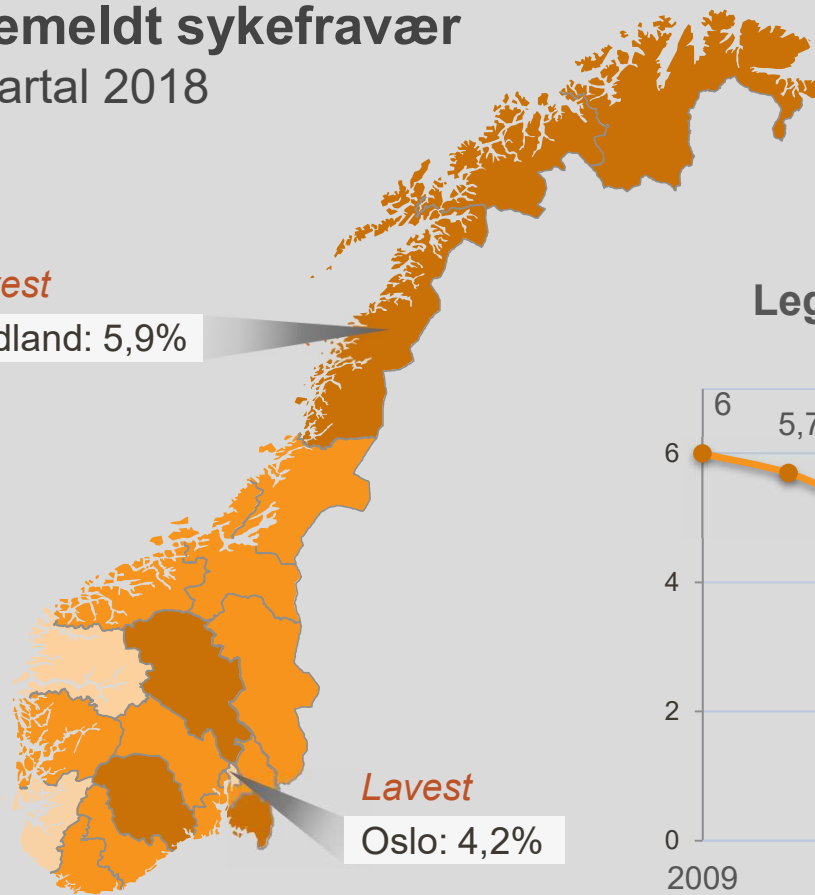 emeldt sykefravær
artal 2018
est
dland: 5,9%
Leg
6
5,7
6
4
2
0
2009
Lavest
Oslo: 4,2%